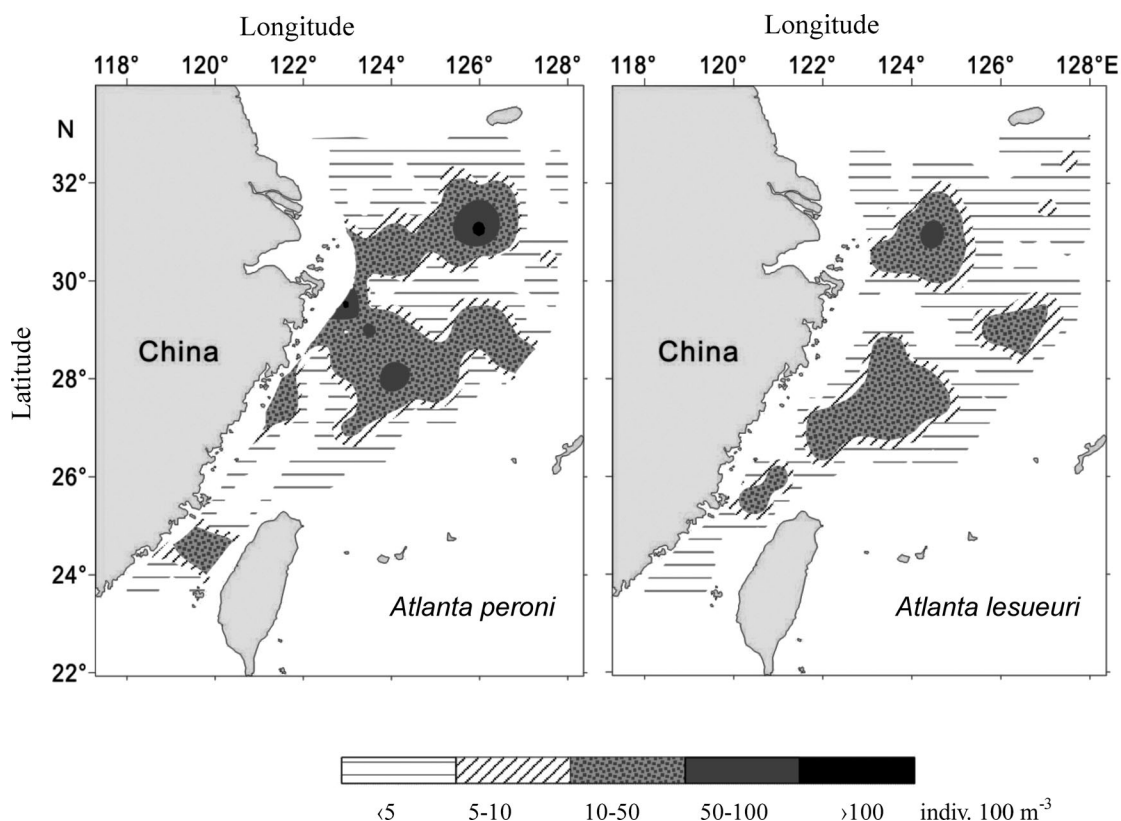 Longitude
118° 120° 122° 124° 126° 128°
Longitude
118° 120° 122° 124° 126° 128°E
Latitude
N
32°
30°
28°
26°
24°
22°
China
Atlanta peroni
China
Atlanta lesueuri
‹5 5-10 10-50 50-100 ›100 indiv. 100 m⁻³